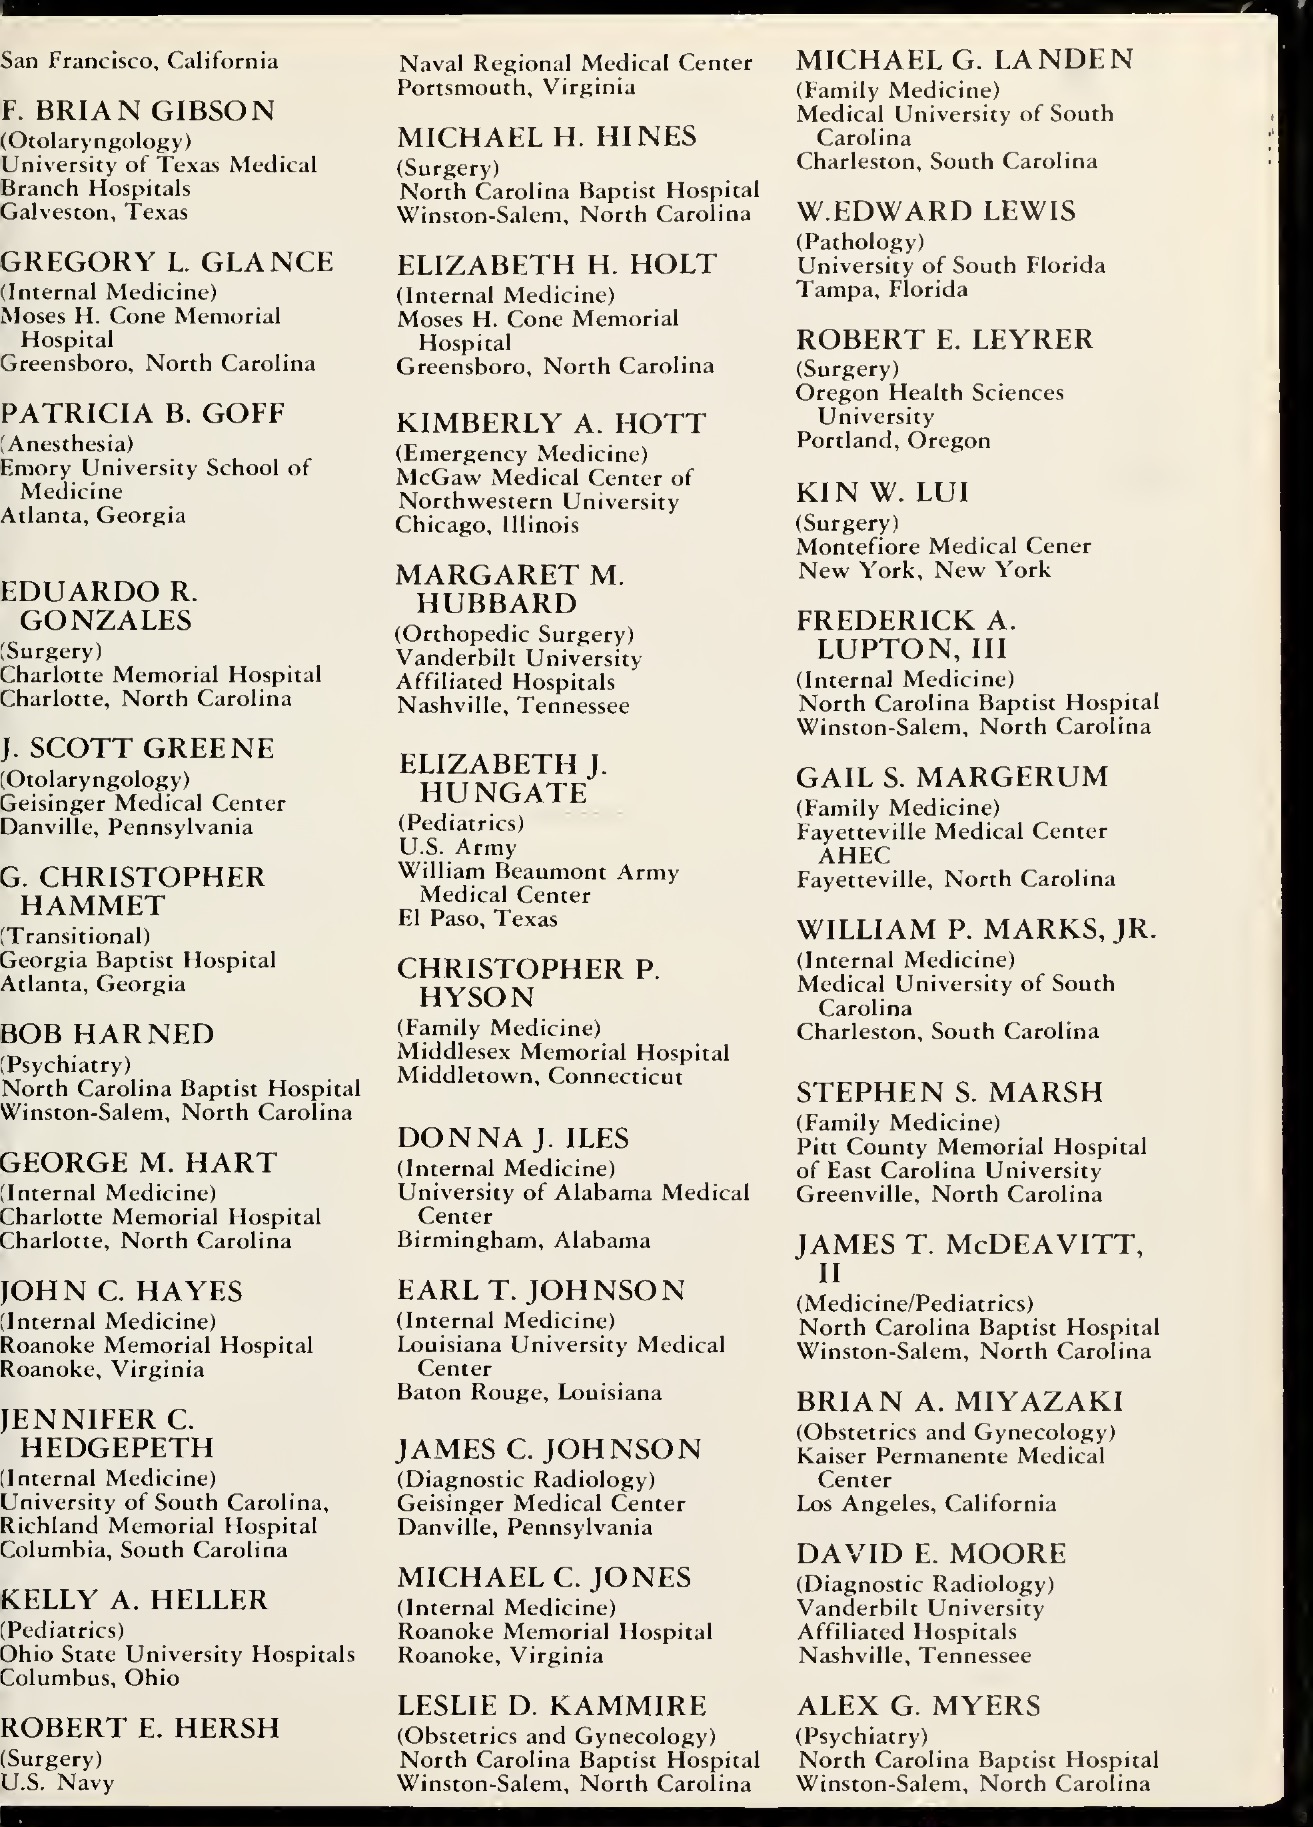 San Francisco, California
F. BRIAN GIBSON
(Otolaryngology)
University of Texas Medical
Branch Hospitals
Galveston, Texas
GREGORY L. GLANCE
(Internal Medicine)
Moses H. Cone Memorial
Hospital
Greensboro, North Carolina
PATRICIA B. GOFF
(Anesthesia)
Emory University School of
Medicine
Atlanta, Georgia
EDUARDO R.
GONZALES
(Surgery)
Charlotte Memorial Hospital
Charlotte, North Carolina
J. SCOTT GREENE
(Otolaryngology)
Geisinger Medical Center
Danville, Pennsylvania
G. CHRISTOPHER
HAMMET
(Transitional)
Georgia Baptist Hospital
Atlanta, Georgia
BOB HARNED
(Psychiatry)
North Carolina Baptist Hospital
Winston-Salem, North Carolina
GEORGE M. HART
(Internal Medicine)
Charlotte Memorial Hospital
Charlotte, North Carolina
JOHN C. HAYES
(Internal Medicine)
Roanoke Memorial Hospital
Roanoke, Virginia
JENNIFER C.
HEDGEPETH
(Internal Medicine)
University of South Carolina,
Richland Memorial Hospital
Columbia, South Carolina
KELLY A. HELLER
(Pediatrics)
Ohio State University Hospitals
Columbus, Ohio
ROBERT E. HERSH
(Surgery)
U.S. Navy
Naval Regional Medical Center
Portsmouth, Virginia
MICHAEL H. HINES
(Surgery)
North Carolina Baptist Hospital
Winston-Salem, North Carolina
ELIZABETH H. HOLT
(Internal Medicine)
Moses H. Cone Memorial
Hospital
Greensboro, North Carolina
KIMBERLY A. HOTT
(Emergency Medicine)
McGaw Medical Center of
Northwestern University
Chicago, Illinois
MARGARET M.
HUBBARD
(Orthopedic Surgery)
Vanderbilt University
Affiliated Hospitals
Nashville, Tennessee
ELIZABETH J.
HUNGATE
(Pediatrics)
U.S. Army
William Beaumont Army
Medical Center
El Paso, Texas
CHRISTOPHER P.
HYSON
(Family Medicine)
Middlesex Memorial Hospital
Middletown, Connecticut
DONNA J. ILES
(Internal Medicine)
University of Alabama Medical
Center
Birmingham, Alabama
EARL T. JOHNSON
(Internal Medicine)
Louisiana University Medical
Center
Baton Rouge, Louisiana
JAMES C. JOHNSON
(Diagnostic Radiology)
Geisinger Medical Center
Danville, Pennsylvania
MICHAEL C. JONES
(Internal Medicine)
Roanoke Memorial Hospital
Roanoke, Virginia
LESLIE D. KAMMIRE
(Obstetrics and Gynecology)
North Carolina Baptist Hospital
Winston-Salem, North Carolina
MICHAEL G. LANDEN
(Family Medicine)
Medical University of South
Carolina
Charleston, South Carolina
W.EDWARD LEWIS
(Pathology)
University of South Florida
Tampa, Florida
ROBERT E. LEYRER
(Surgery)
Oregon Health Sciences
University
Portland, Oregon
KIN W. LUI
(Surgery)
Montefiore Medical Cener
New York, New York
FREDERICK A.
LUPTON, III
(Internal Medicine)
North Carolina Baptist Hospital
Winston-Salem, North Carolina
GAIL S. MARGERUM
(Family Medicine)
Fayetteville Medical Center
AHEC
Fayetteville, North Carolina
WILLIAM P. MARKS, JR.
(Internal Medicine)
Medical University of South
Carolina
Charleston, South Carolina
STEPHEN S. MARSH
(Family Medicine)
Pitt County Memorial Hospital
of East Carolina University
Greenville, North Carolina
JAMES T. McDEAVITT,
II
(Medicine/Pediatrics)
North Carolina Baptist Hospital
Winston-Salem, North Carolina
BRIAN A. MIYAZAKI
(Obstetrics and Gynecology)
Kaiser Permanente Medical
Center
Los Angeles, California
DAVID E. MOORE
(Diagnostic Radiology)
Vanderbilt University
Affiliated Hospitals
Nashville, Tennessee
ALEX G. MYERS
(Psychiatry)
North Carolina Baptist Hospital
Winston-Salem, North Carolina